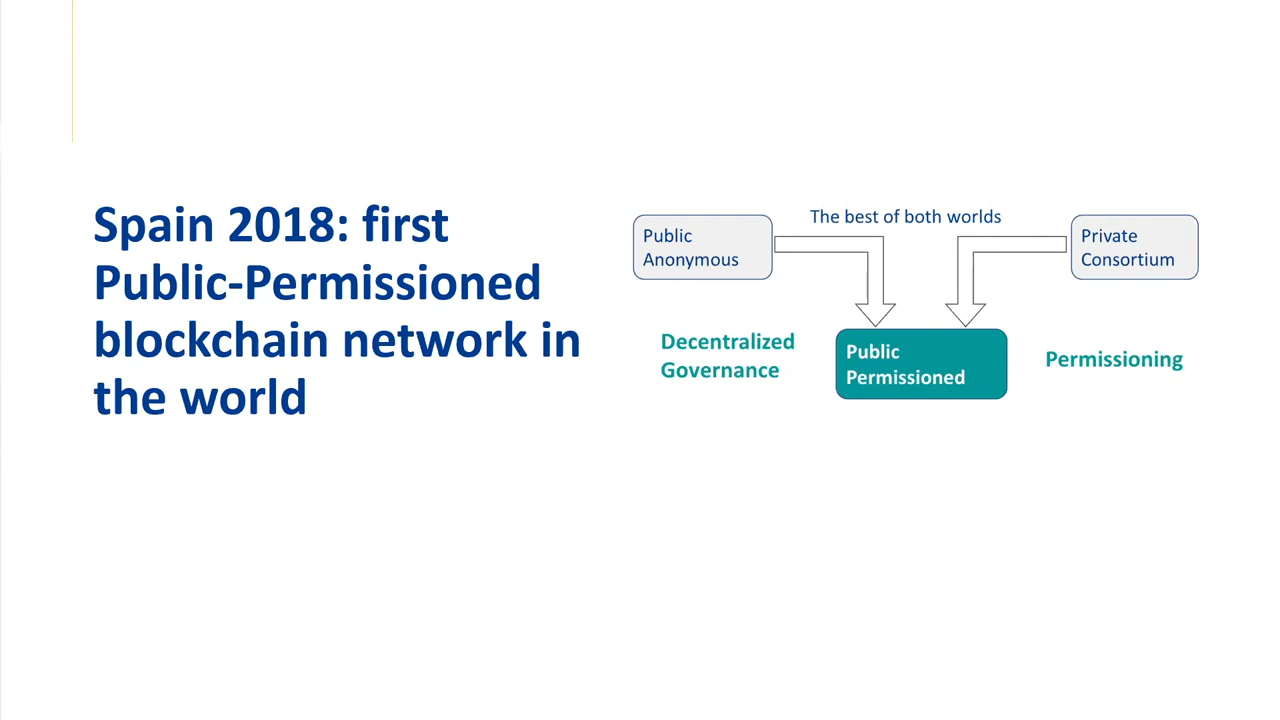 Spain 2018: first
Public-Permissioned
blockchain network in
the world
The best of both worlds
Public
Anonymous
Private
Consortium
Decentralized
Governance
Public
Permissioned
Permissioning